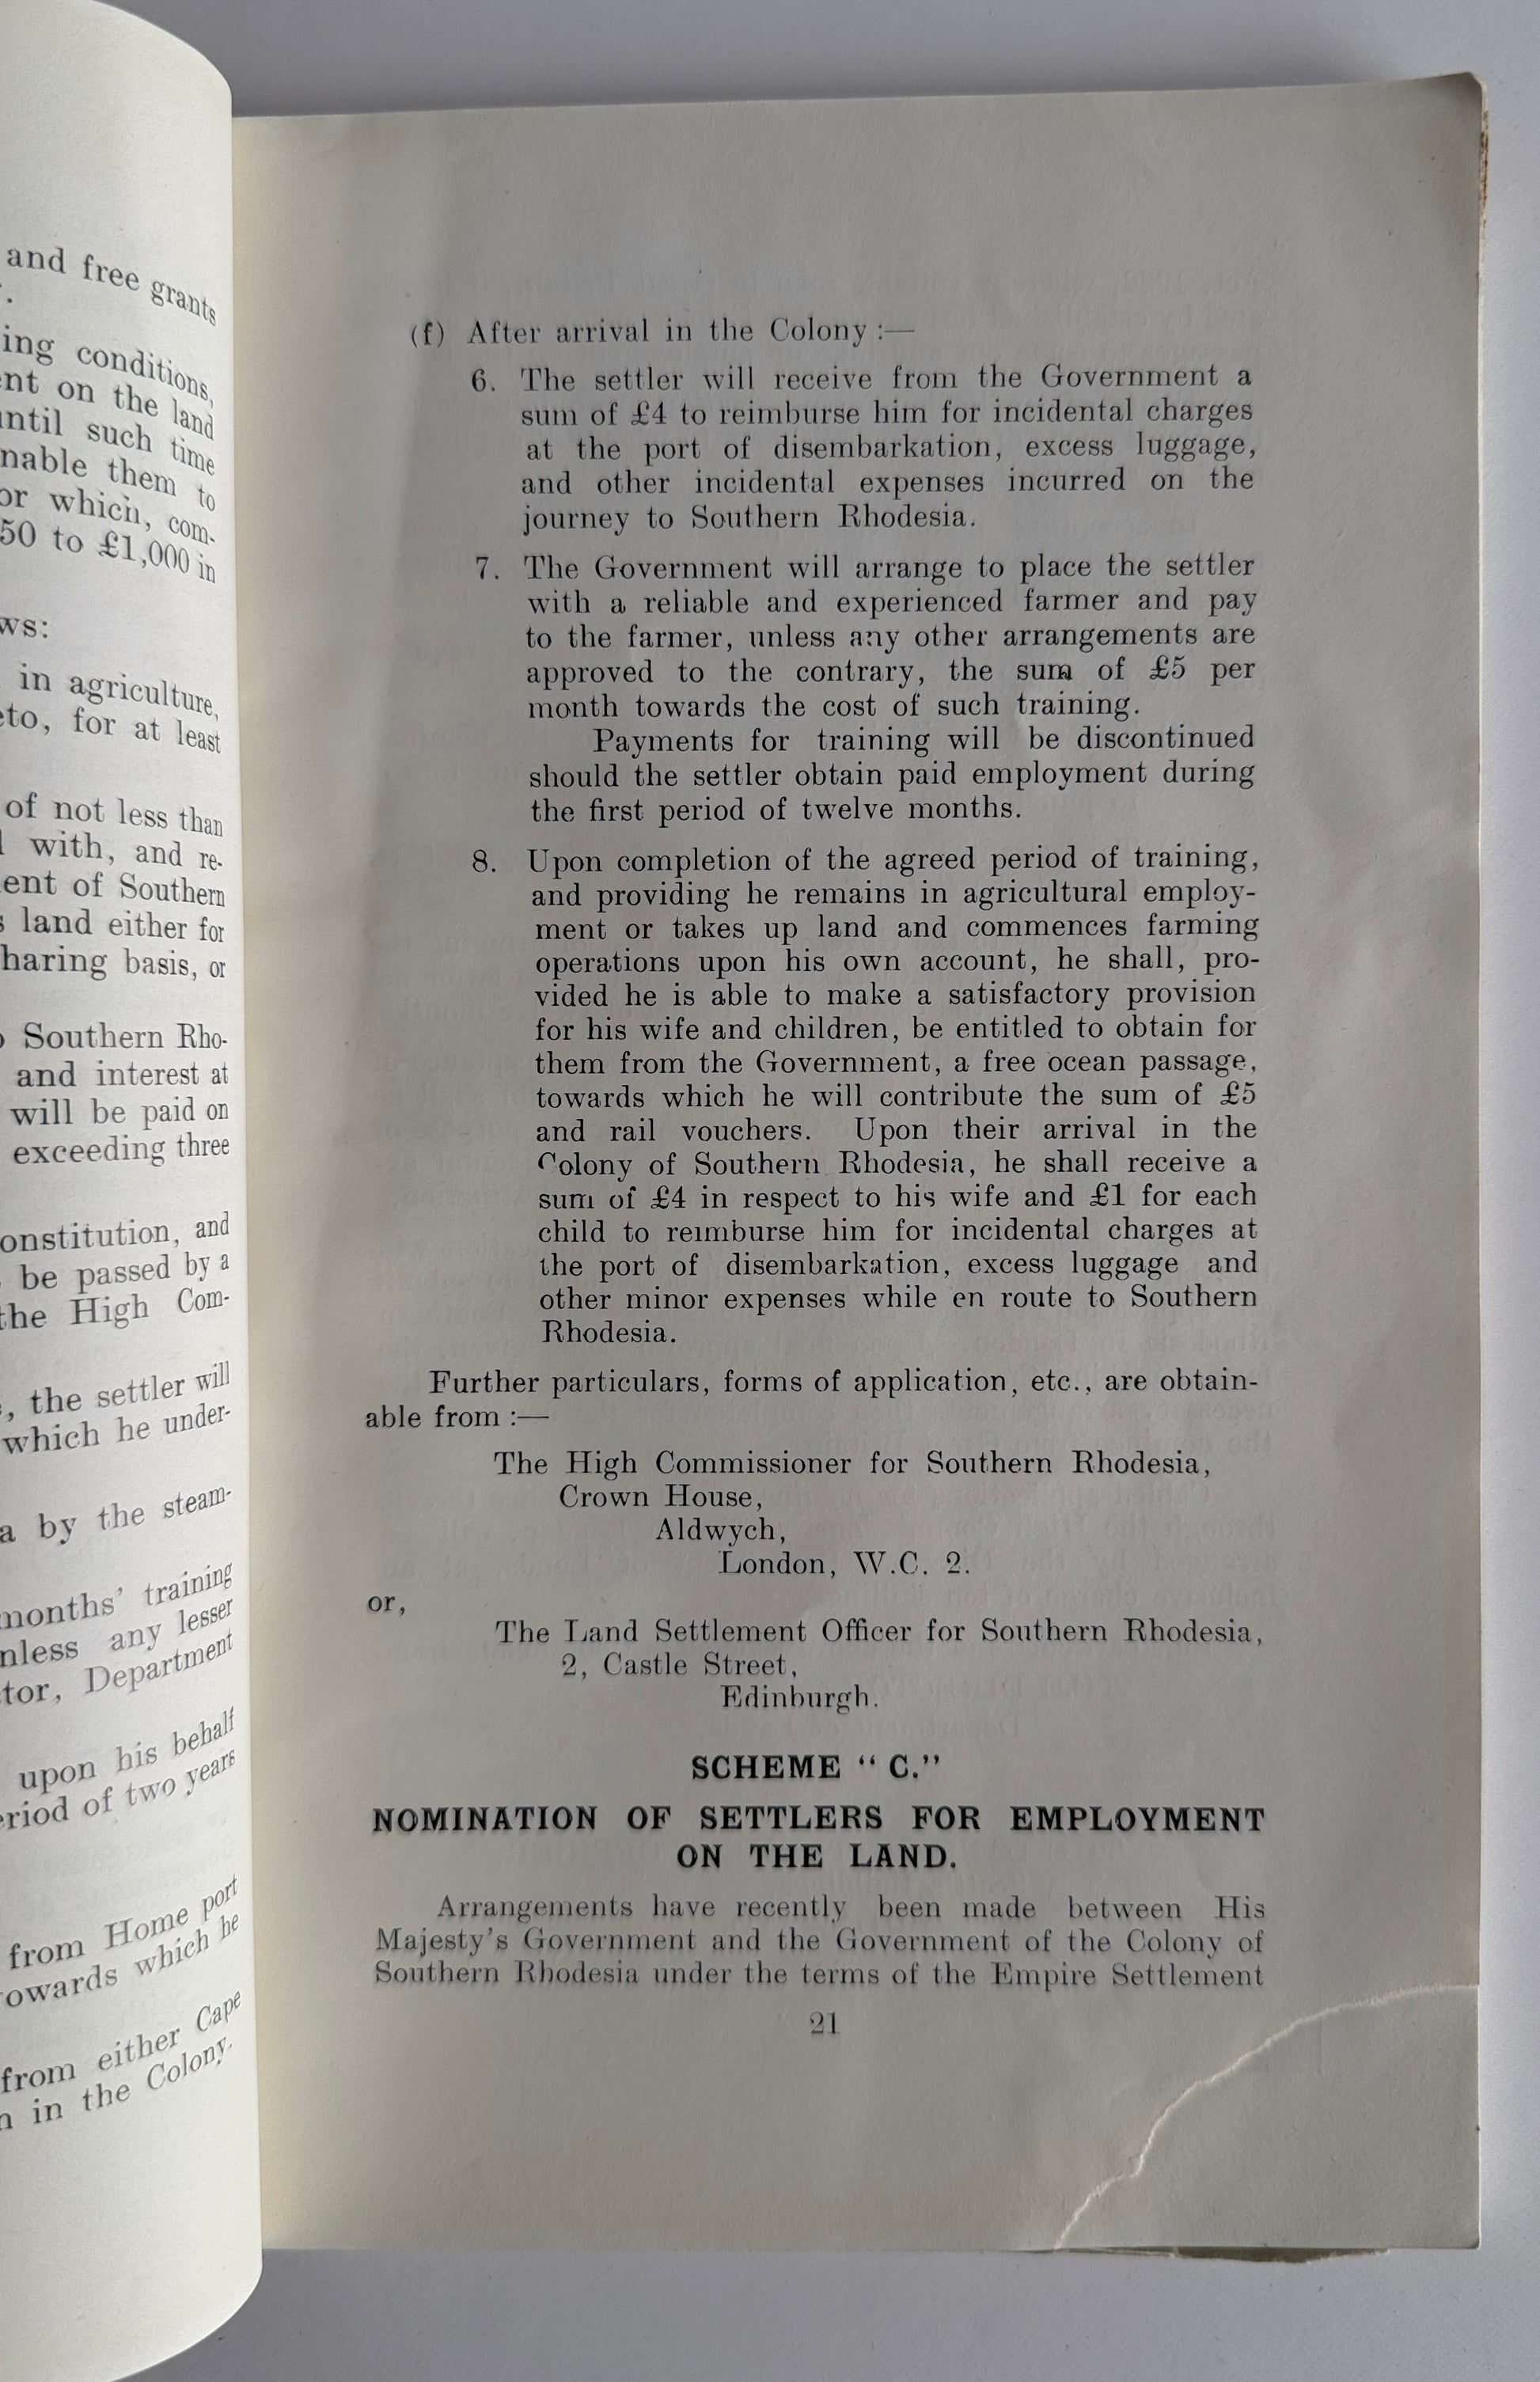 and free grants
ing conditions,
ent on the land
until such time
nable them to
or which, com-
50 to £1,000 in
ws:
in agriculture,
eto, for at least
of not less than
with, and re-
ent of Southern
land either for
haring basis, or
Southern Rho-
and interest at
will be paid on
exceeding three
onstitution, and
be passed by a
the High Com-
, the settler will
which he under-
a by the steam-
months' training
nless any lesser
tor, Department
upon his behalf
eriod of two years
from Home port
owards which he
from either Cape
n in the Colony.
(f) After arrival in the Colony :—
6. The settler will receive from the Government a
sum of £4 to reimburse him for incidental charges
at the port of disembarkation, excess luggage,
and other incidental expenses incurred on the
journey to Southern Rhodesia.
7. The Government will arrange to place the settler
with a reliable and experienced farmer and pay
to the farmer, unless any other arrangements are
approved to the contrary, the sum of £5 per
month towards the cost of such training.
Payments for training will be discontinued
should the settler obtain paid employment during
the first period of twelve months.
8. Upon completion of the agreed period of training,
and providing he remains in agricultural employ-
ment or takes up land and commences farming
operations upon his own account, he shall, pro-
vided he is able to make a satisfactory provision
for his wife and children, be entitled to obtain for
them from the Government, a free ocean passage,
towards which he will contribute the sum of £5
and rail vouchers. Upon their arrival in the
Colony of Southern Rhodesia, he shall receive a
sum of £4 in respect to his wife and £1 for each
child to reimburse him for incidental charges at
the port of disembarkation, excess luggage and
other minor expenses while en route to Southern
Rhodesia.
Further particulars, forms of application, etc., are obtain-
able from :—
The High Commissioner for Southern Rhodesia,
Crown House,
Aldwych,
London, W.C. 2.
or,
The Land Settlement Officer for Southern Rhodesia,
2, Castle Street,
Edinburgh.
SCHEME " C."
NOMINATION OF SETTLERS FOR EMPLOYMENT
ON THE LAND.
Arrangements have recently been made between His
Majesty's Government and the Government of the Colony of
Southern Rhodesia under the terms of the Empire Settlement
21